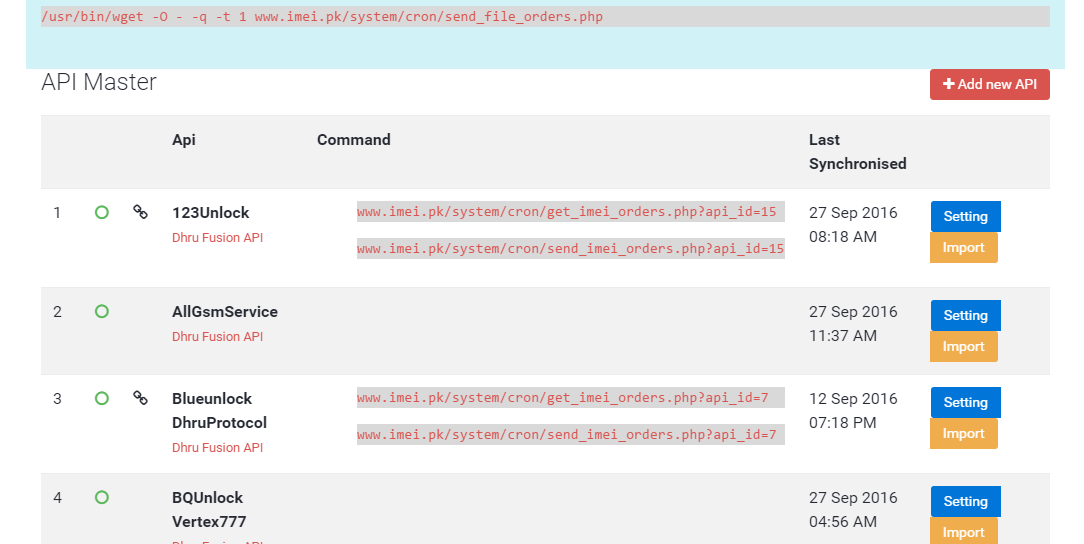 /usr/bin/wget -O - -q -t 1 www.imei.pk/system/cron/send_file_orders.php
API Master
Add new API
Api Command Last
Synchronised
1 123Unlock www.imei.pk/system/cron/get_imei_orders.php?api_id=15 27 Sep 2016 Setting
Dhru Fusion API www.imei.pk/system/cron/send_imei_orders.php?api_id=15 08:18 AM Import
2 AllGsmService 27 Sep 2016 Setting
Dhru Fusion API 11:37 AM Import
3 Blueunlock www.imei.pk/system/cron/get_imei_orders.php?api_id=7 12 Sep 2016 Setting
DhruProtocol www.imei.pk/system/cron/send_imei_orders.php?api_id=7 07:18 PM Import
Dhru Fusion API
4 BQUnlock 27 Sep 2016 Setting
Vertex777 04:56 AM Import